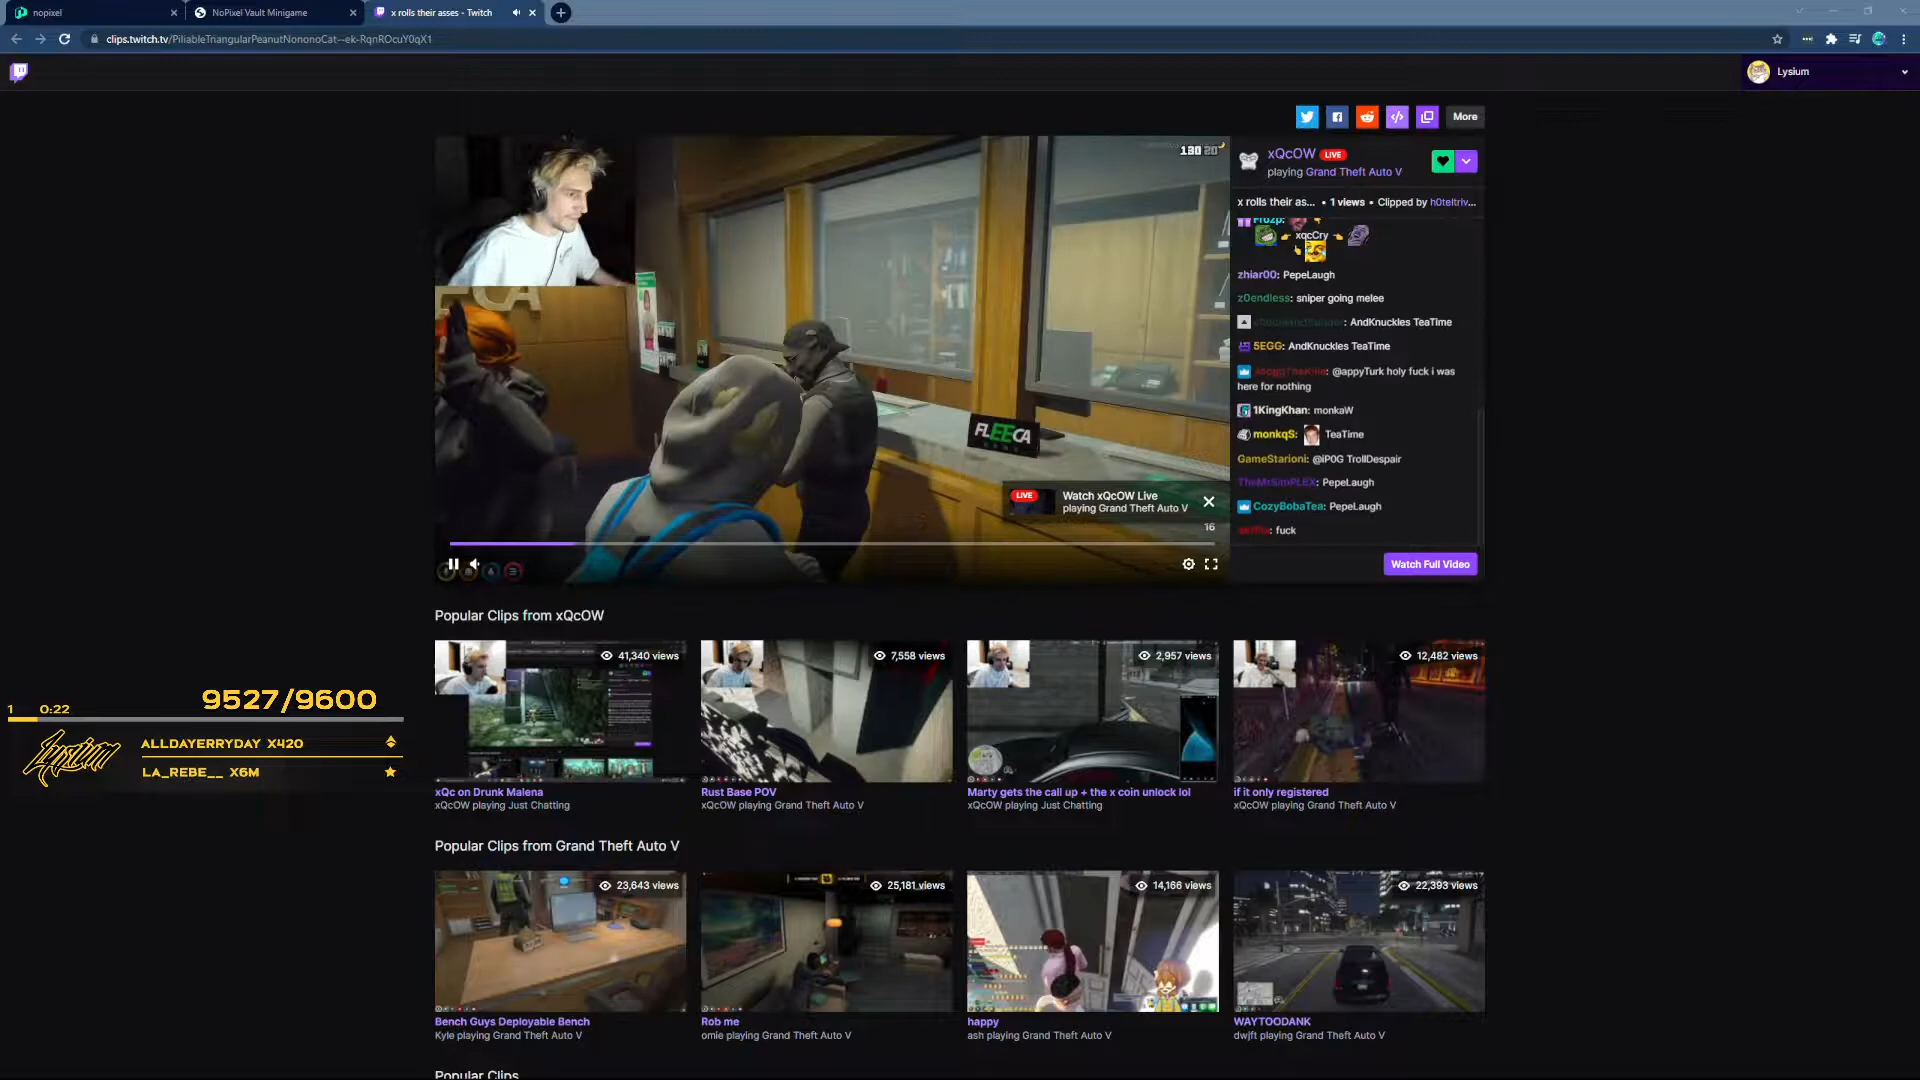 nopixel
NoPixel Vault Minigame
x rolls their asses - Twitch
clips.twitch.tv/PiliableTriangularPeanutNononoCat--ek-RqnROcuY0qX1
Lysium
More
130 20
xQcOW LIVE
playing Grand Theft Auto V
x rolls their as... • 1 views • Clipped by h0teltriv...
Frozp:
xqcCry
zhiar00: PepeLaugh
z0endless: sniper going melee
: AndKnuckles TeaTime
5EGG: AndKnuckles TeaTime
: @appyTurk holy fuck i was
here for nothing
1KingKhan: monkaW
monkqS: TeaTime
GameStarioni: @iP0G TrollDespair
TheMrSimPLEX: PepeLaugh
CozyBobaTea: PepeLaugh
: fuck
Watch Full Video
FLEECA
LIVE
Watch xQcOW Live
playing Grand Theft Auto V
16
Popular Clips from xQcOW
41,340 views
7,558 views
2,957 views
12,482 views
xQc on Drunk Malena
xQcOW playing Just Chatting
Rust Base POV
xQcOW playing Grand Theft Auto V
Marty gets the call up + the x coin unlock lol
xQcOW playing Just Chatting
if it only registered
xQcOW playing Grand Theft Auto V
9527/9600
1 0:22
Lysium
ALLDAYERRYDAY X420
LA_REBE__ X6M
Popular Clips from Grand Theft Auto V
23,643 views
25,181 views
14,166 views
22,393 views
Bench Guys Deployable Bench
Kyle playing Grand Theft Auto V
Rob me
omie playing Grand Theft Auto V
happy
ash playing Grand Theft Auto V
WAYTOODANK
dwjft playing Grand Theft Auto V
Popular Clips